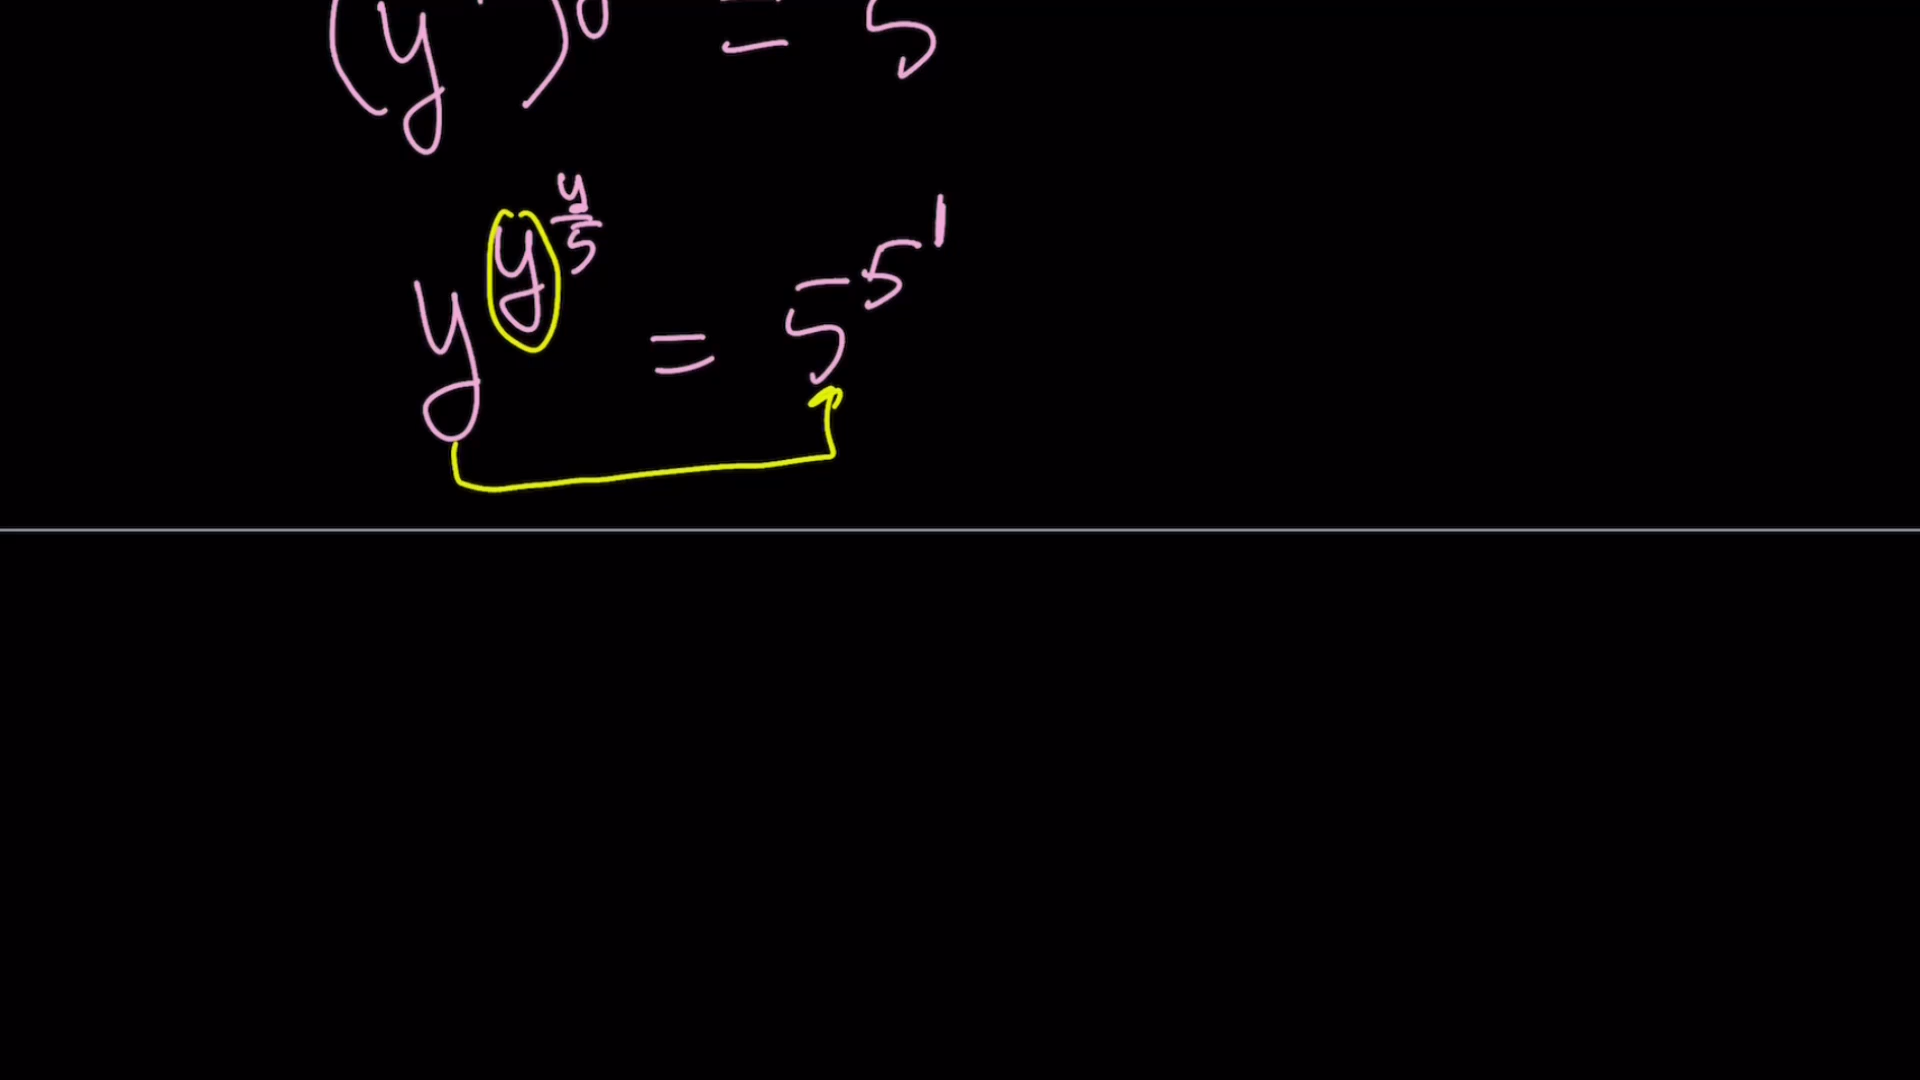 (y )  = 5
y^{y^{y/5}} = 5^{5^1}